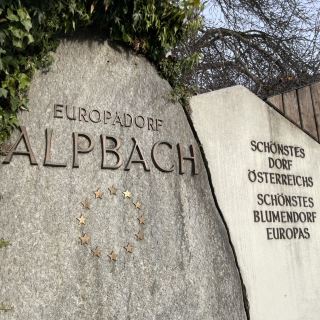 EUROPADORF
ALPBACH
SCHÖNSTES
DORF
ÖSTERREICHS
SCHÖNSTES
BLUMENDORF
EUROPAS